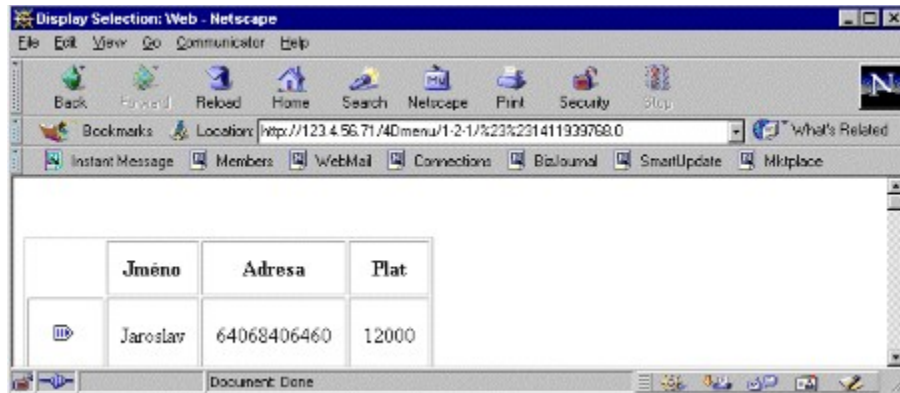 Display Selection: Web - Netscape
File Edit View Go Communicator Help
Back Forward Reload Home Search Netscape Print Security Stop
N
Bookmarks Location: http://123.4.56.71/4Dmenu/1-2-1/%23%231411939768.0 What's Related
Instant Message Members WebMail Connections BizJournal SmartUpdate Mktplace
Jméno Adresa Plat
Jaroslav 64068406460 12000
Document: Done